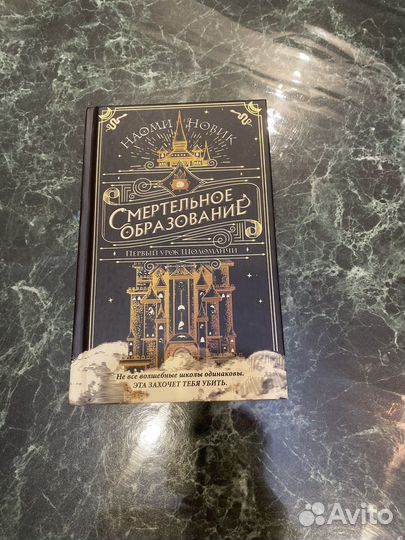 Наоми Новик
Смертельное
образование
Первый урок Шоломанчи
Не все волшебные школы одинаковы.
ЭТА ЗАХОЧЕТ ТЕБЯ УБИТЬ.
Avito